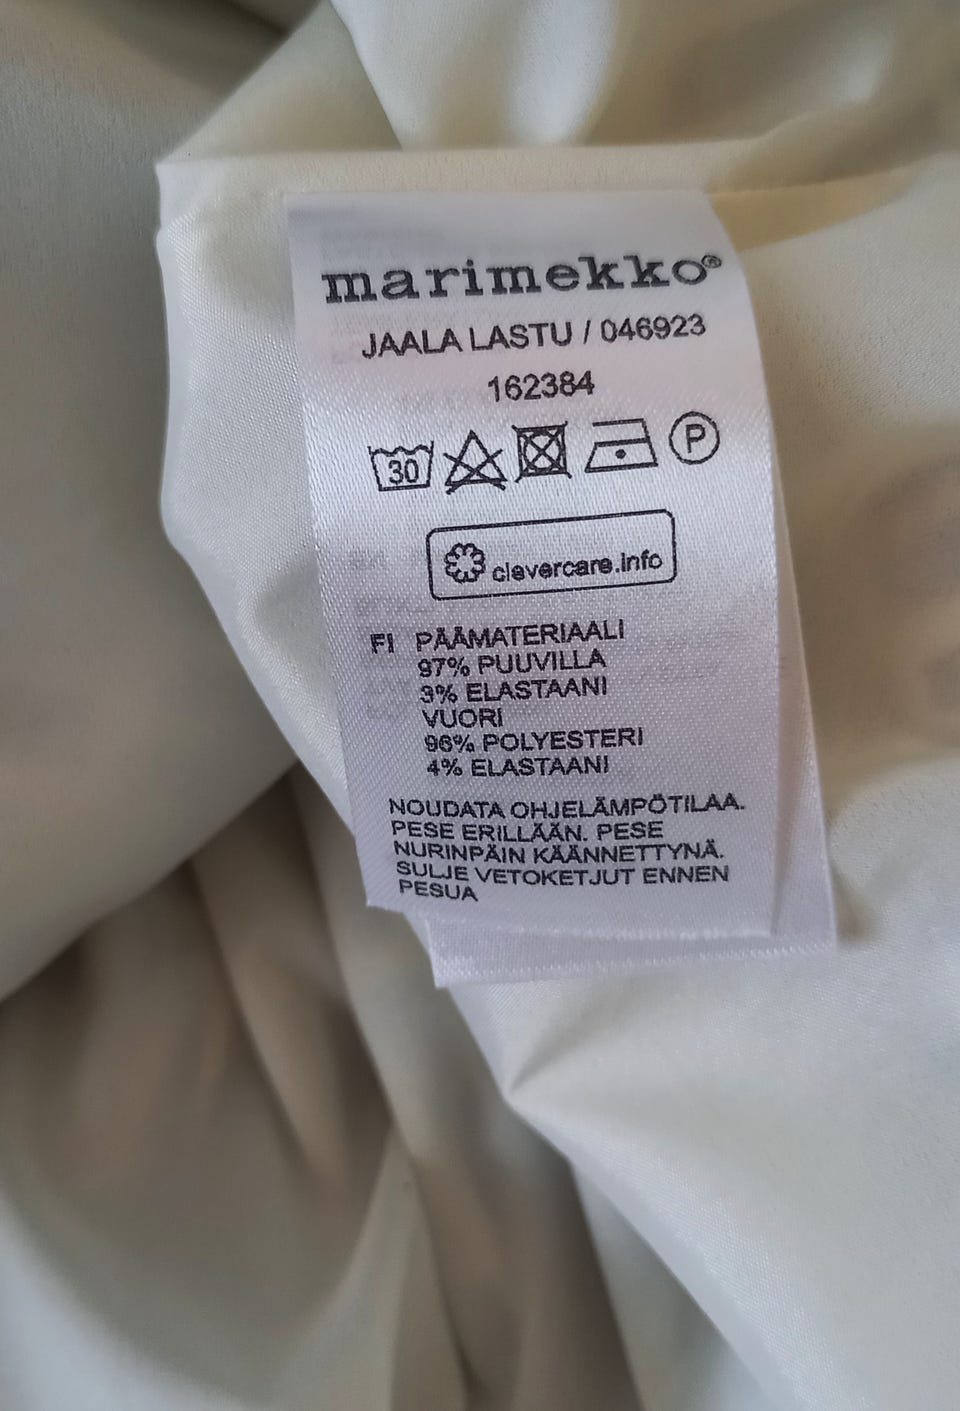 marimekko®
JAALA LASTU / 046923
162384
30 P
clevercare.info
FI PÄÄMATERIAALI
97% PUUVILLA
3% ELASTAANI
VUORI
96% POLYESTERI
4% ELASTAANI
NOUDATA OHJELÄMPÖTILAA.
PESE ERILLÄÄN. PESE
NURINPÄIN KÄÄNNETTYNÄ.
SULJE VETOKETJUT ENNEN
PESUA